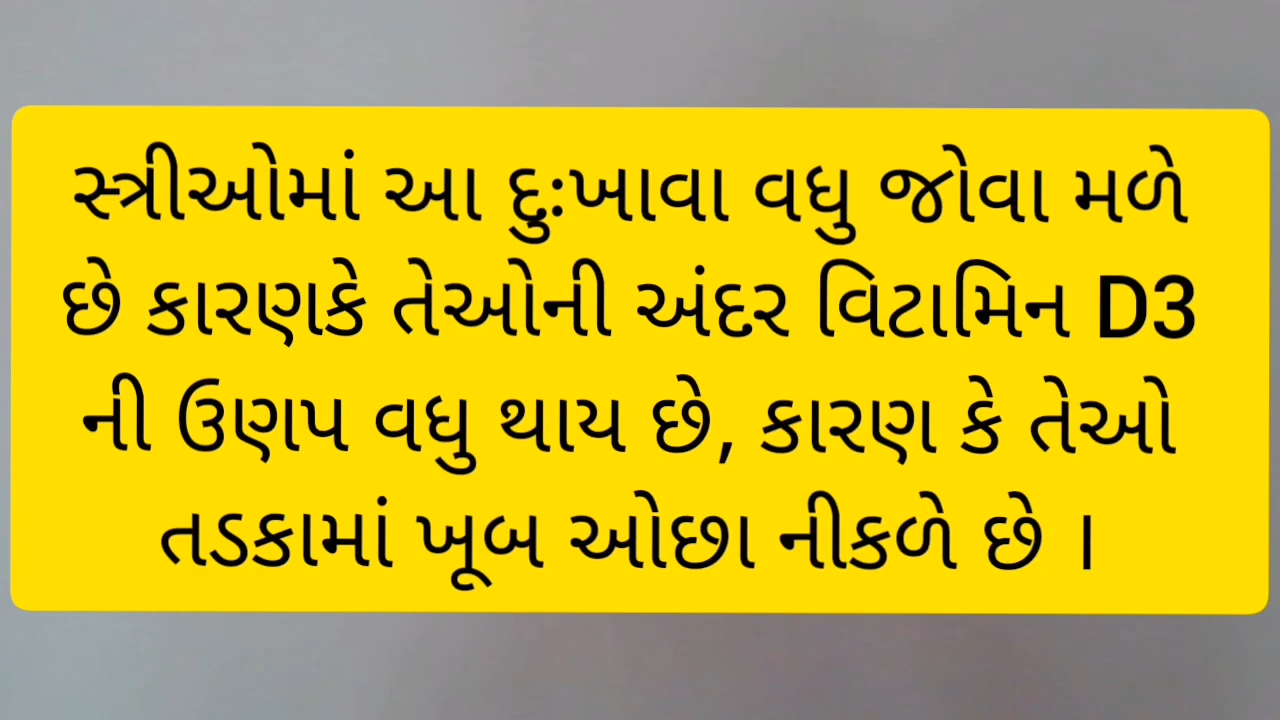 સ્ત્રીઓમાં આ દુઃખાવા વધુ જોવા મળે
છે કારણકે તેઓની અંદર વિટામિન D3
ની ઉણપ વધુ થાય છે, કારણ કે તેઓ
તડકામાં ખૂબ ઓછા નીકળે છે ।